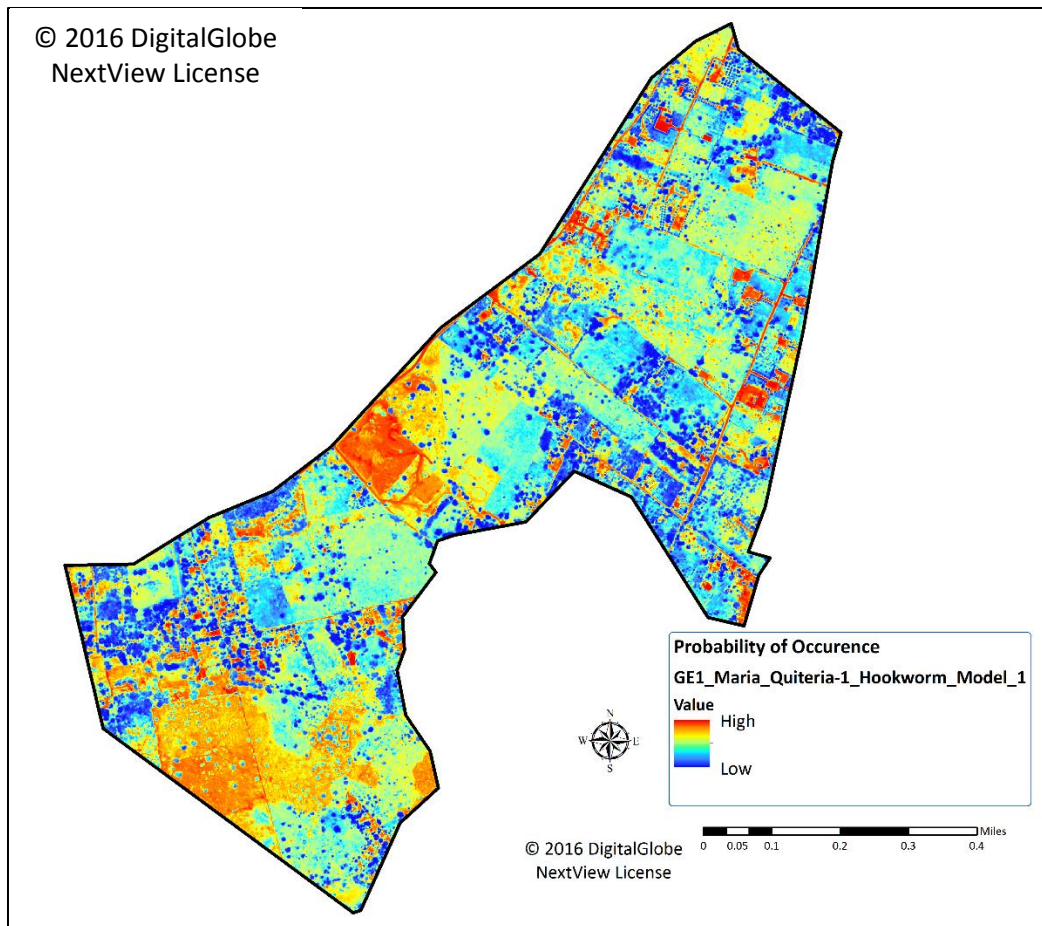 © 2016 DigitalGlobe
NextView License
Probability of Occurence
GE1_Maria_Quiteria-1_Hookworm_Model_1
Value
High
Low
N
W
E
S
© 2016 DigitalGlobe
NextView License
Miles
0 0.05 0.1 0.2 0.3 0.4